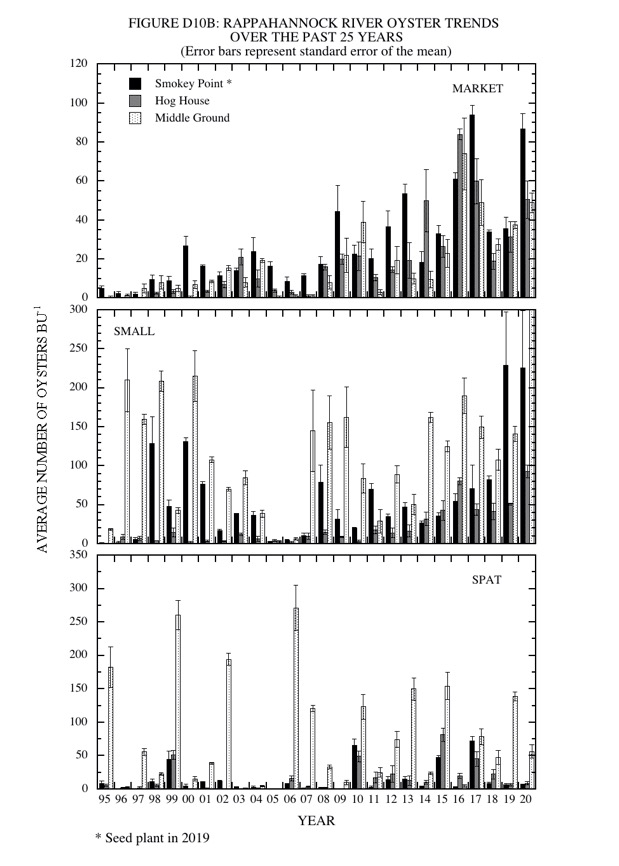 FIGURE D10B: RAPPAHANNOCK RIVER OYSTER TRENDS
OVER THE PAST 25 YEARS
(Error bars represent standard error of the mean)
120
100
80
60
40
20
0
Smokey Point *
Hog House
Middle Ground
MARKET
AVERAGE NUMBER OF OYSTERS BU-1
300
250
200
150
100
50
0
SMALL
350
300
250
200
150
100
50
0
SPAT
95 96 97 98 99 00 01 02 03 04 05 06 07 08 09 10 11 12 13 14 15 16 17 18 19 20
YEAR
* Seed plant in 2019